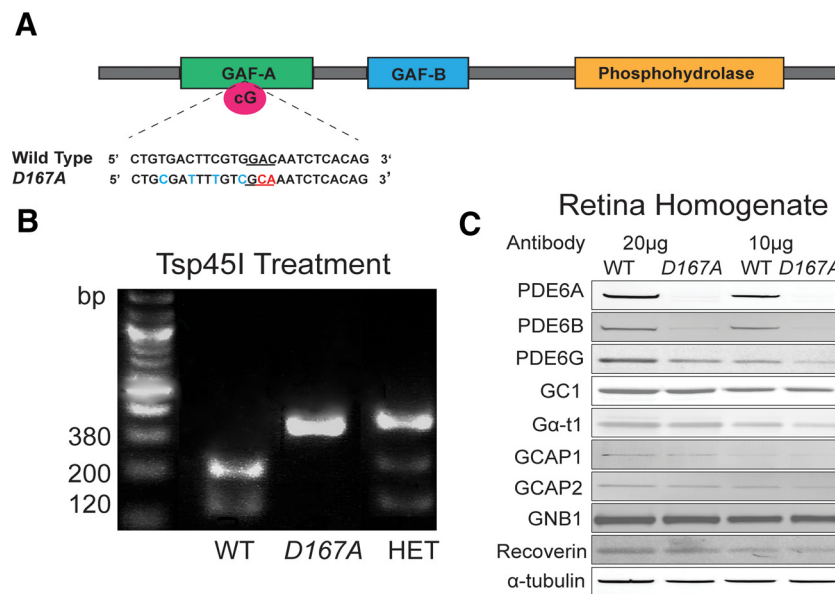 A
GAF-A
GAF-B
Phosphohydrolase
cG
Wild Type 5' CTGTGACTTCGTGGACAATCTCACAG 3'
D167A 5' CTGCGATTTTGTCGCAAATCTCACAG 3'
B
Tsp45I Treatment
bp
380
200
120
WT D167A HET
C
Retina Homogenate
Antibody 20µg 10µg
WT D167A WT D167A
PDE6A
PDE6B
PDE6G
GC1
Gα-t1
GCAP1
GCAP2
GNB1
Recoverin
α-tubulin